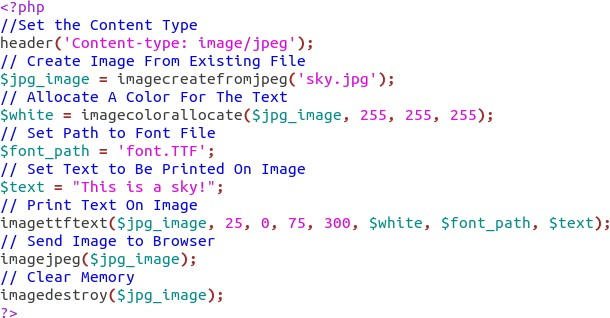 <?php
//Set the Content Type
header('Content-type: image/jpeg');
// Create Image From Existing File
$jpg_image = imagecreatefromjpeg('sky.jpg');
// Allocate A Color For The Text
$white = imagecolorallocate($jpg_image, 255, 255, 255);
// Set Path to Font File
$font_path = 'font.TTF';
// Set Text to Be Printed On Image
$text = "This is a sky!";
// Print Text On Image
imagettftext($jpg_image, 25, 0, 75, 300, $white, $font_path, $text);
// Send Image to Browser
imagejpeg($jpg_image);
// Clear Memory
imagedestroy($jpg_image);
?>